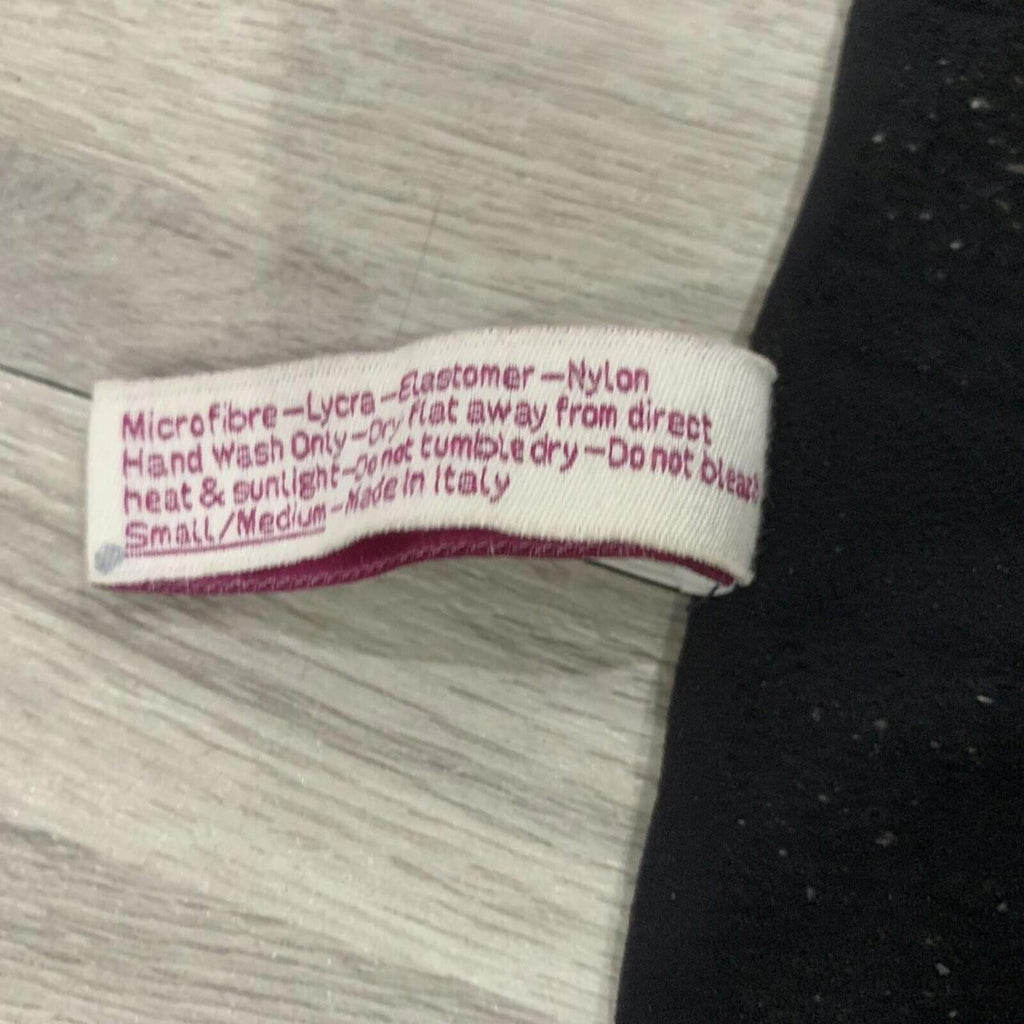 Microfibre-Lycra-Elastomer-Nylon
Hand Wash Only-Dry flat away from direct
heat & sunlight-Do not tumble dry-Do not bleach
Small/Medium-Made in Italy